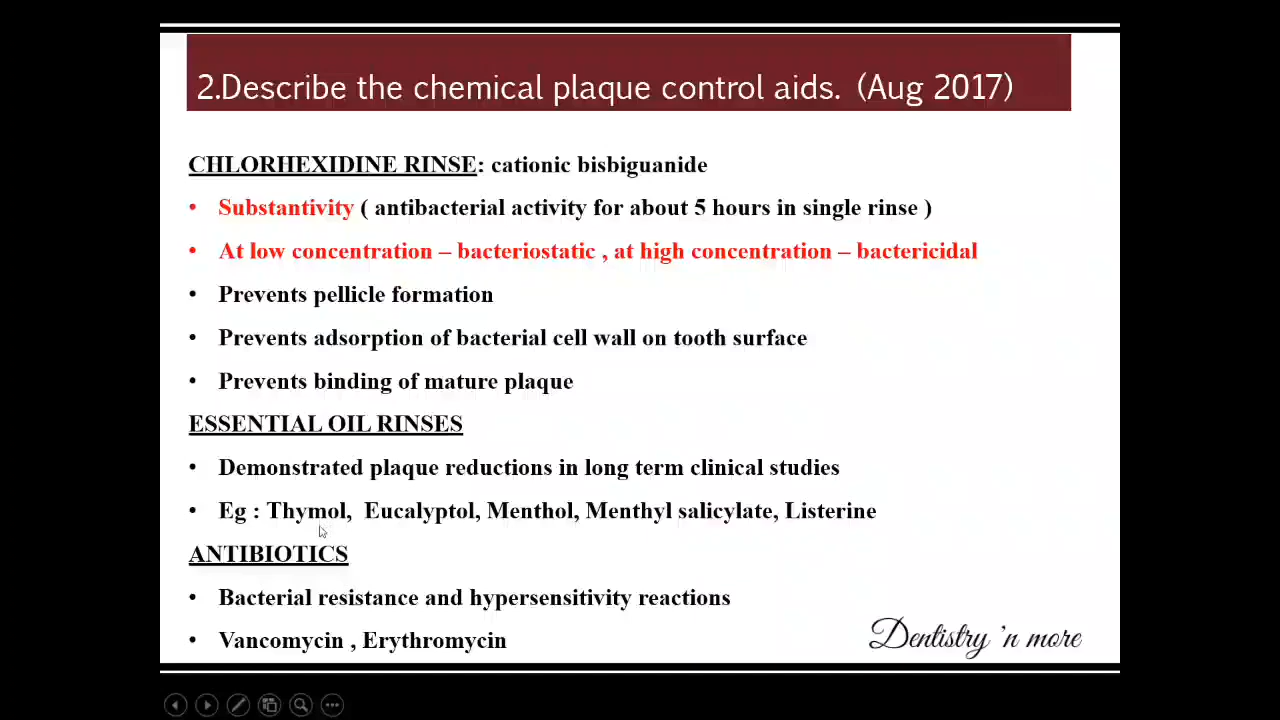 2.Describe the chemical plaque control aids. (Aug 2017)
CHLORHEXIDINE RINSE: cationic bisbiguanide
• Substantivity ( antibacterial activity for about 5 hours in single rinse )
• At low concentration – bacteriostatic , at high concentration – bactericidal
• Prevents pellicle formation
• Prevents adsorption of bacterial cell wall on tooth surface
• Prevents binding of mature plaque
ESSENTIAL OIL RINSES
• Demonstrated plaque reductions in long term clinical studies
• Eg : Thymol, Eucalyptol, Menthol, Menthyl salicylate, Listerine
ANTIBIOTICS
• Bacterial resistance and hypersensitivity reactions
• Vancomycin , Erythromycin
Dentistry 'n more